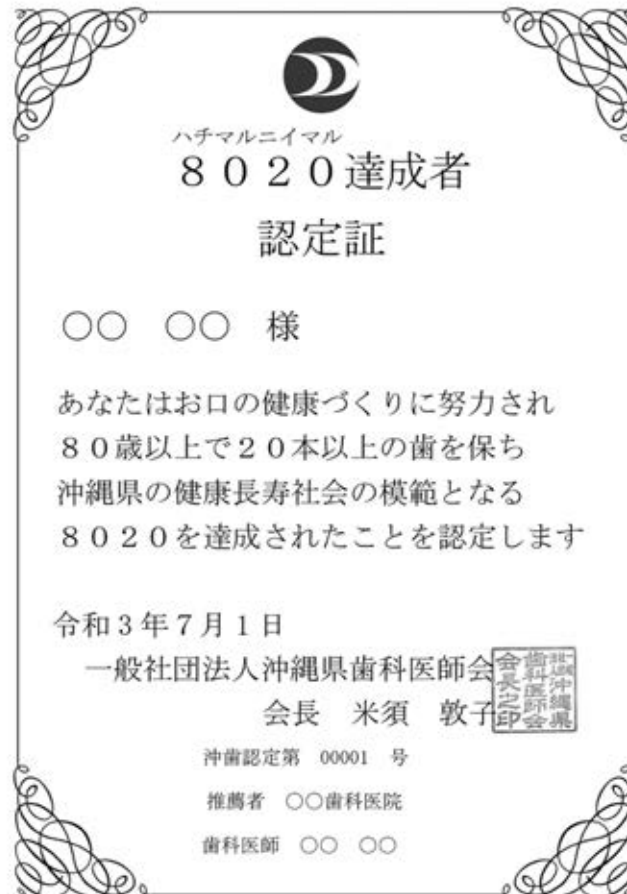 ハチマルニイマル
８０２０達成者
認定証
○○　○○　様
あなたはお口の健康づくりに努力され
８０歳以上で２０本以上の歯を保ち
沖縄県の健康長寿社会の模範となる
８０２０を達成されたことを認定します
令和３年７月１日
一般社団法人沖縄県歯科医師会
会長　米須　敦子
沖歯認定第　00001　号
推薦者　○○歯科医院
歯科医師　○○　○○